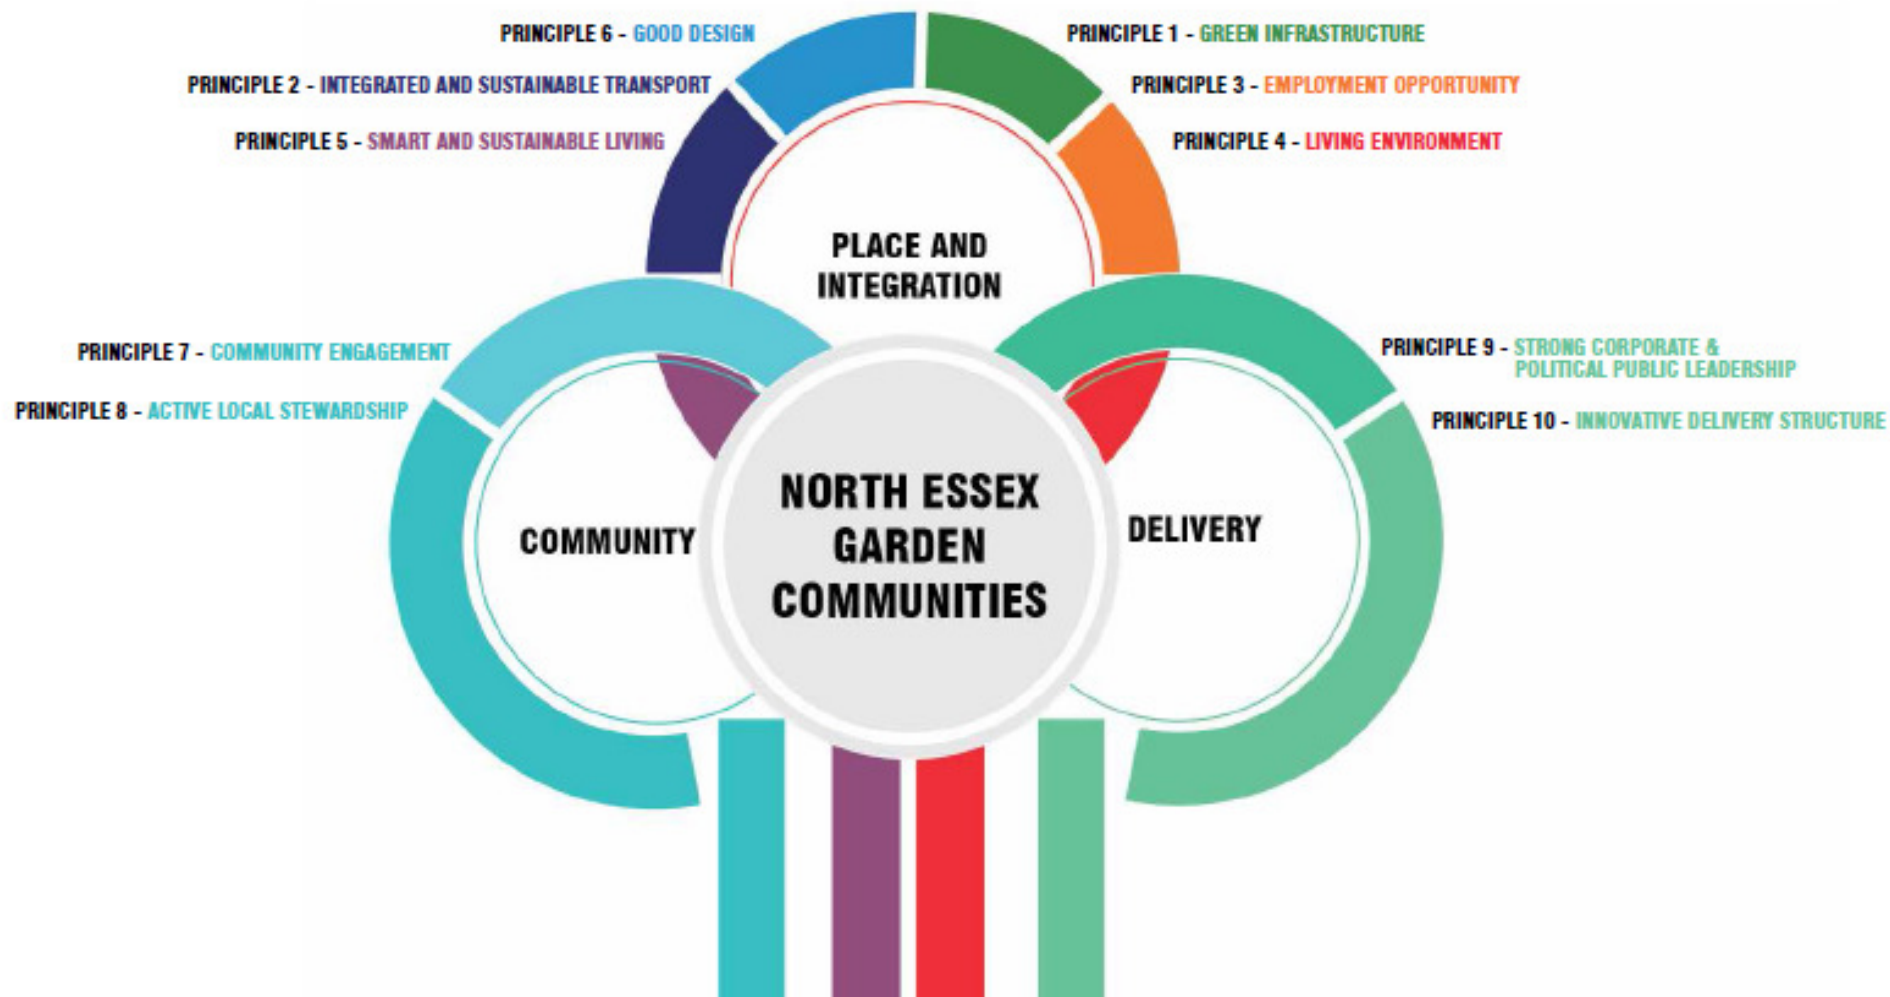 PRINCIPLE 6 - GOOD DESIGN
PRINCIPLE 1 - GREEN INFRASTRUCTURE
PRINCIPLE 2 - INTEGRATED AND SUSTAINABLE TRANSPORT
PRINCIPLE 3 - EMPLOYMENT OPPORTUNITY
PRINCIPLE 5 - SMART AND SUSTAINABLE LIVING
PRINCIPLE 4 - LIVING ENVIRONMENT
PLACE AND
INTEGRATION
PRINCIPLE 7 - COMMUNITY ENGAGEMENT
PRINCIPLE 8 - ACTIVE LOCAL STEWARDSHIP
PRINCIPLE 9 - STRONG CORPORATE &
POLITICAL PUBLIC LEADERSHIP
PRINCIPLE 10 - INNOVATIVE DELIVERY STRUCTURE
COMMUNITY
NORTH ESSEX
GARDEN
COMMUNITIES
DELIVERY